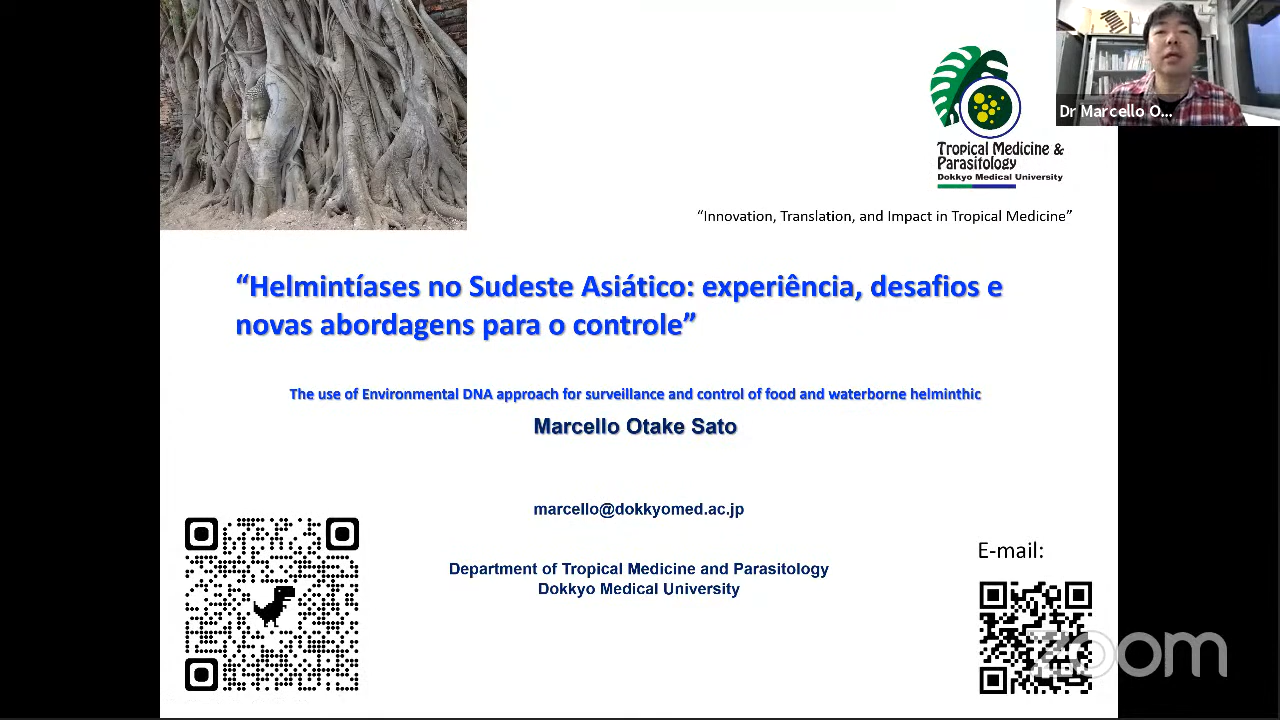 Dr Marcello O...
Tropical Medicine &
Parasitology
Dokkyo Medical University
“Innovation, Translation, and Impact in Tropical Medicine”
“Helmintíases no Sudeste Asiático: experiência, desafios e
novas abordagens para o controle”
The use of Environmental DNA approach for surveillance and control of food and waterborne helminthic
Marcello Otake Sato
marcello@dokkyomed.ac.jp
E-mail:
Department of Tropical Medicine and Parasitology
Dokkyo Medical University
zoom